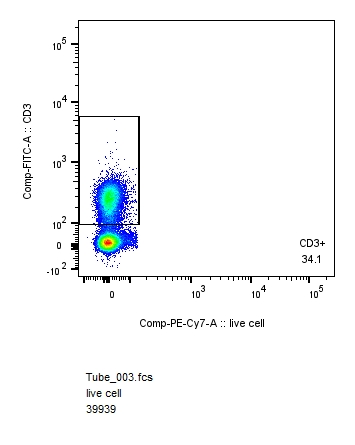 10^5
10^4
Comp-FITC-A :: CD3
10^3
10^2
0
-10^2
CD3+
34.1
0 10^3 10^4 10^5
Comp-PE-Cy7-A :: live cell
Tube_003.fcs
live cell
39939